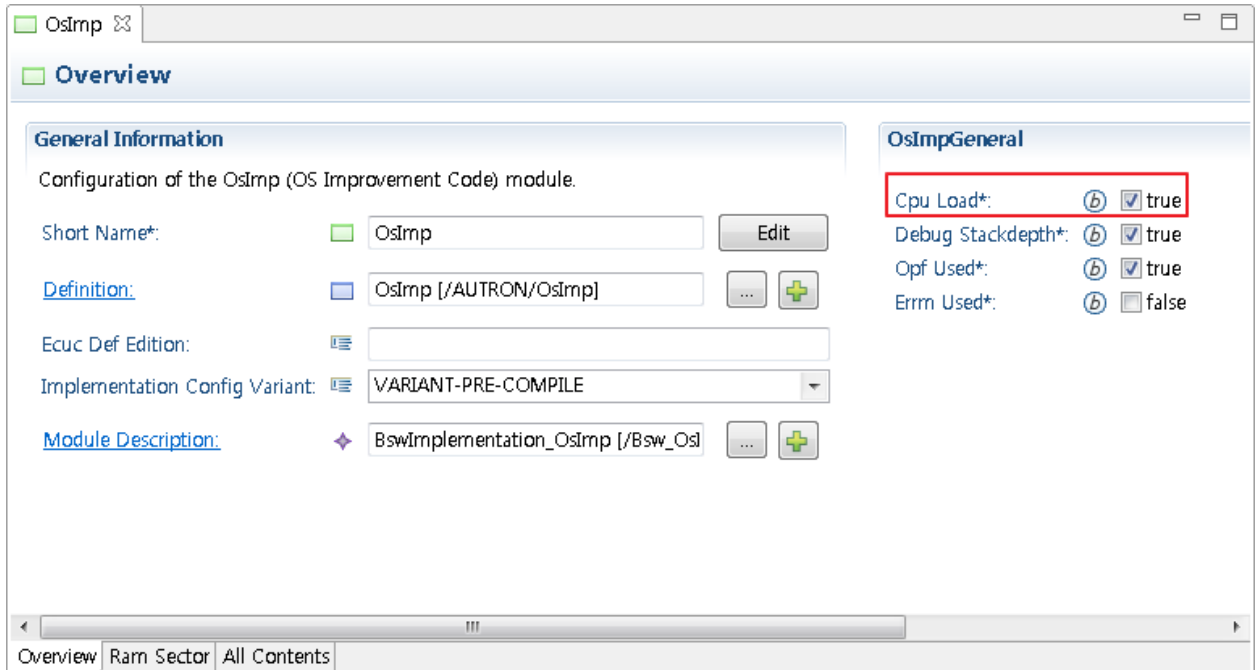 OsImp
Overview
General Information
Configuration of the OsImp (OS Improvement Code) module.
Short Name*: OsImp Edit
Definition: OsImp [/AUTRON/OsImp] ...
Ecuc Def Edition:
Implementation Config Variant: VARIANT-PRE-COMPILE
Module Description: BswImplementation_OsImp [/Bsw_OsI ...
OsImpGeneral
Cpu Load*: b true
Debug Stackdepth*: b true
Opf Used*: b true
Errm Used*: b false
Overview Ram Sector All Contents